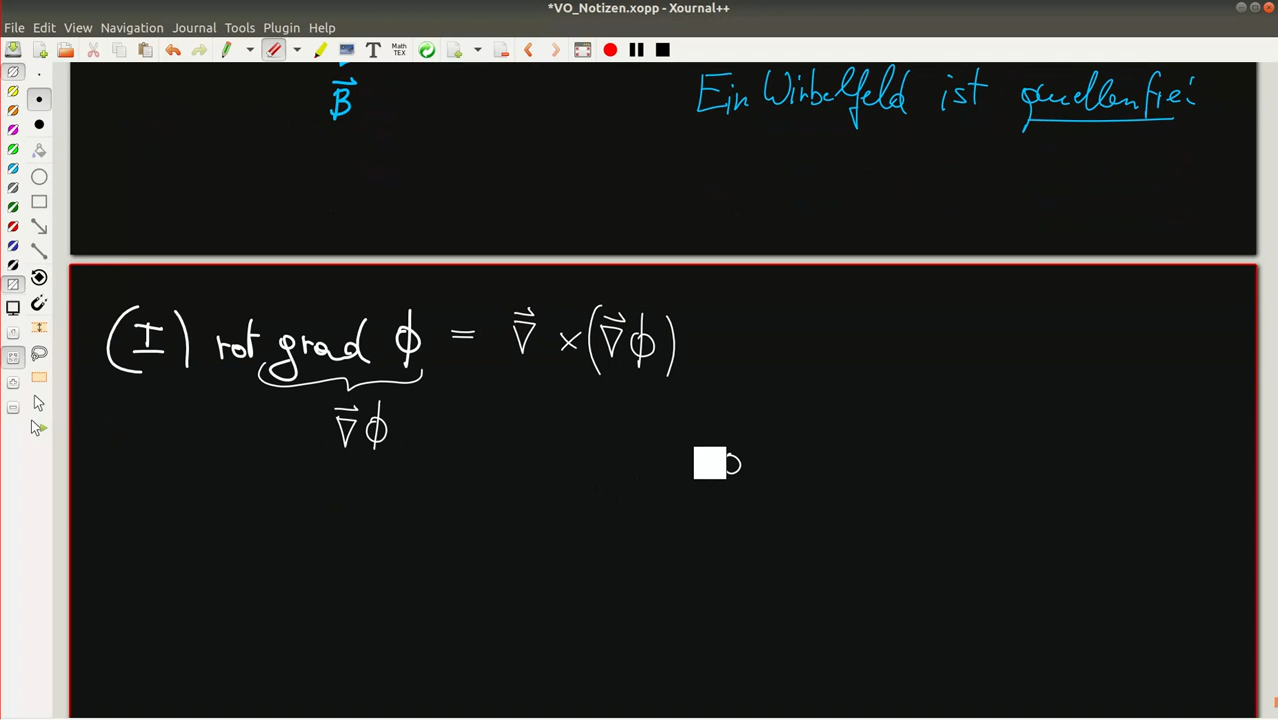 *VO_Notizen.xopp - Xournal++
File Edit View Navigation Journal Tools Plugin Help
Math TEX
B⃗
Ein Wirbelfeld ist quellenfrei
(I) rot grad ϕ = ∇⃗ × (∇⃗ϕ)
∇⃗ϕ